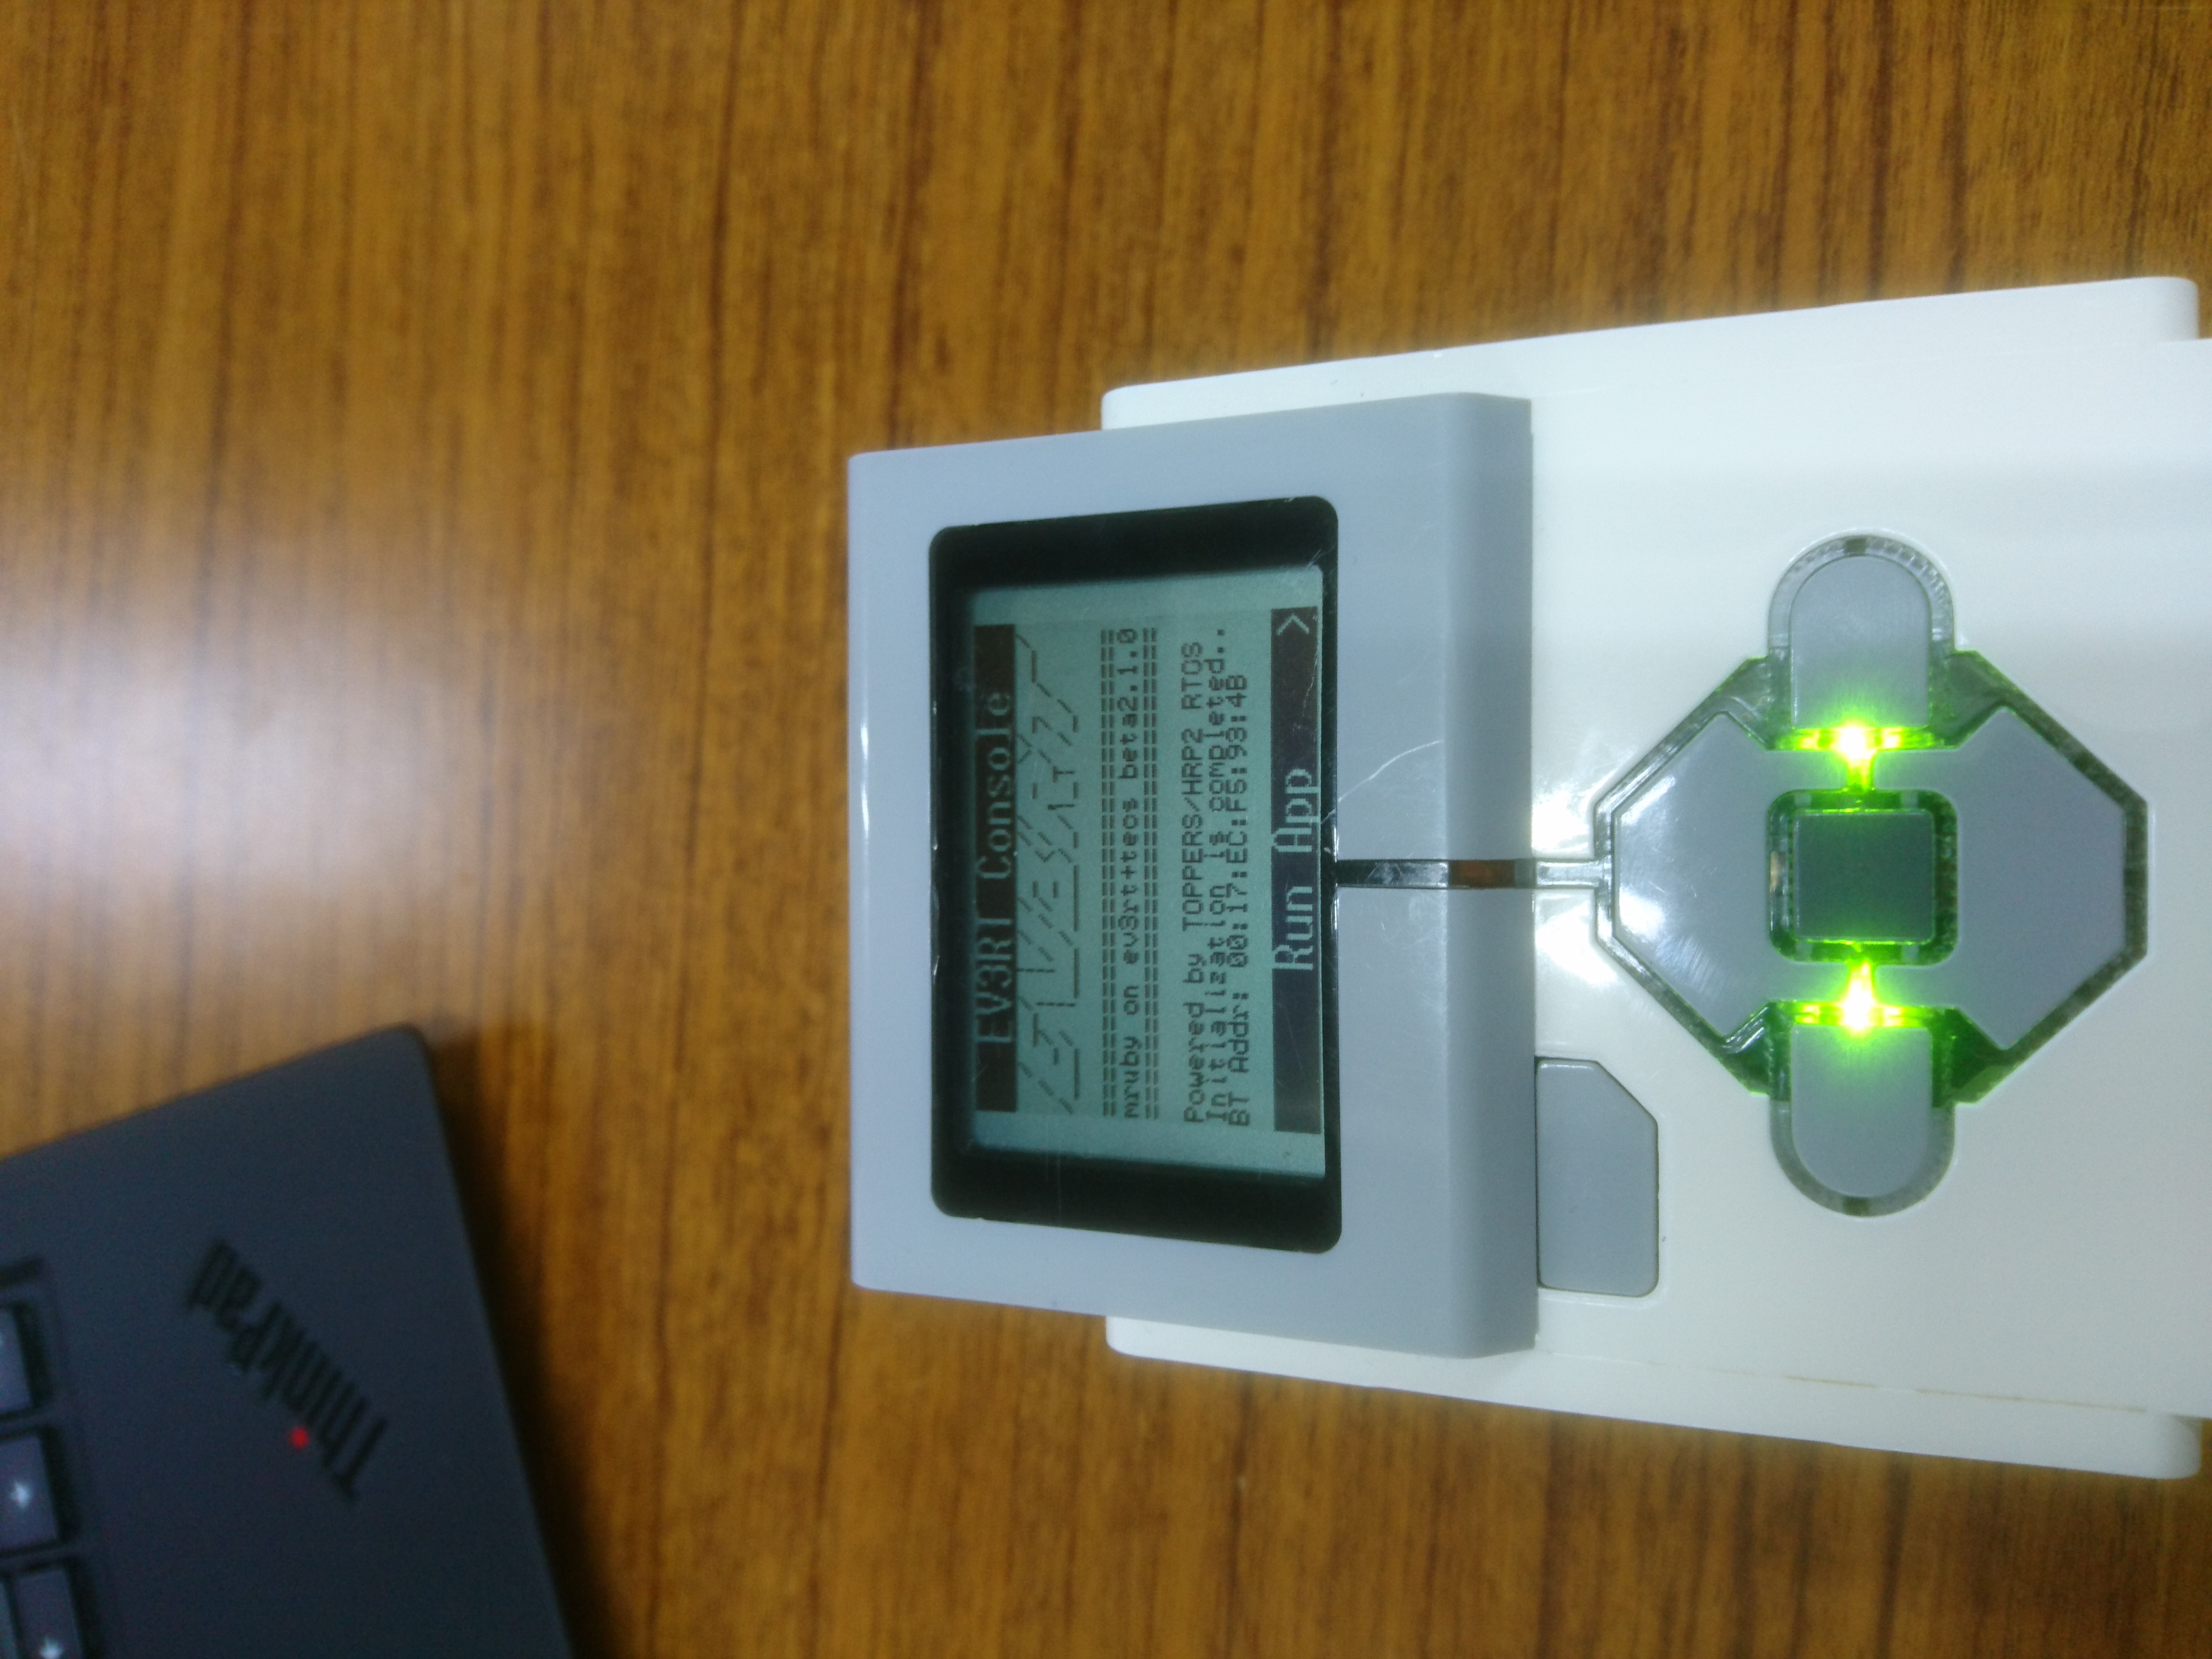 ThinkPad
EV3RT Console
========================
mruby on ev3rt+tecs beta2.1.0
========================
Powered by TOPPERS/HRP2 RTOS
Initialization is completed..
BT Addr: 00:17:EC:F5:93:4B
Run App >